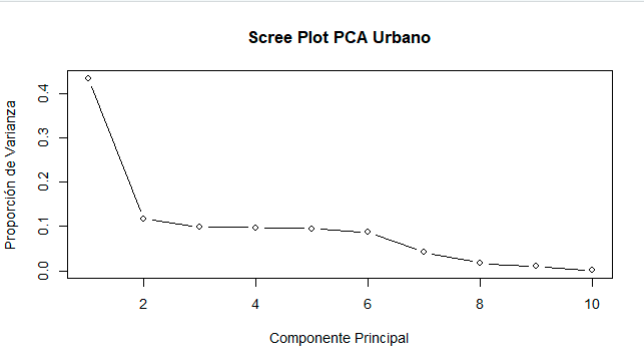 Scree Plot PCA Urbano
Proporción de Varianza
0.4
0.3
0.2
0.1
0.0
2 4 6 8 10
Componente Principal